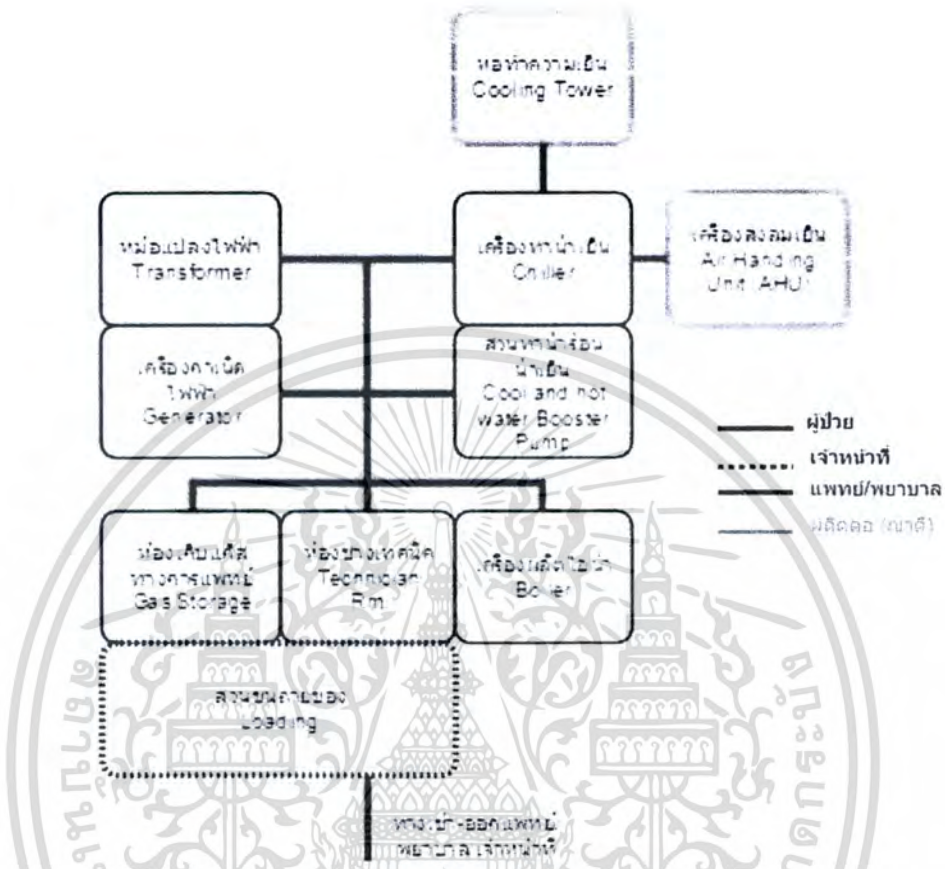 หอทำความเย็น
Cooling Tower
หม้อแปลงไฟฟ้า
Transformer
เครื่องทำน้ำเย็น
Chiller
เครื่องส่งลมเย็น
Air Handing
Unit (AHU)
เครื่องกำเนิด
ไฟฟ้า
Generator
ส่วนทำน้ำร้อน
น้ำเย็น
Cool and hot
water Booster
Pump
ผู้ป่วย
เจ้าหน้าที่
แพทย์/พยาบาล
ผู้ติดต่อ (ญาติ)
ห้องเก็บแก๊ส
ทางการแพทย์
Gas Storage
ห้องช่างเทคนิค
Technician
Rm
เครื่องผลิตไอน้ำ
Boiler
ส่วนขนถ่ายของ
Loading
ทางเข้า-ออกแพทย์
พยาบาล เจ้าหน้าที่